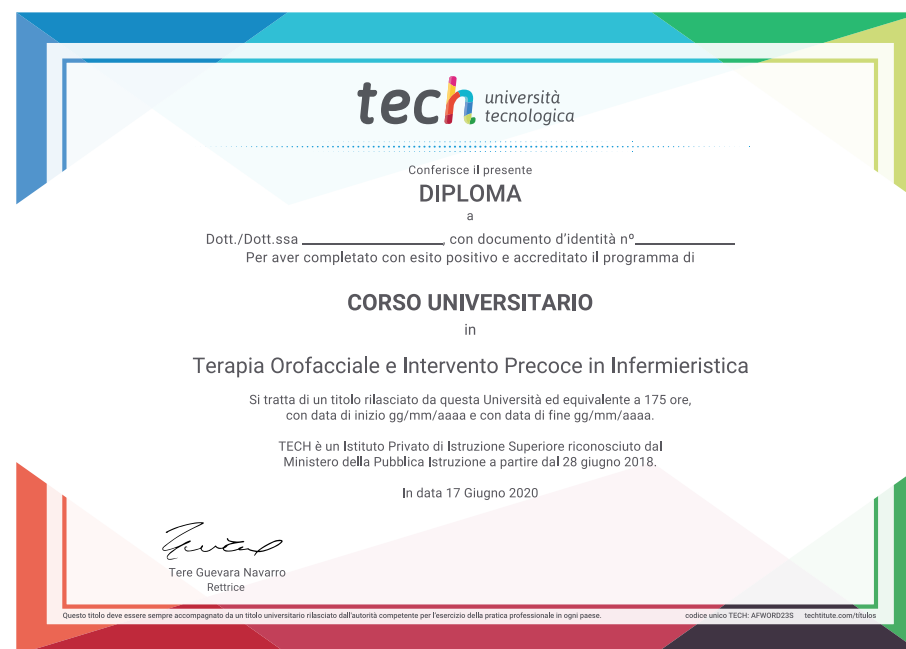 tech università
tecnologica
Conferisce il presente
DIPLOMA
a
Dott./Dott.ssa ____________________, con documento d'identità nº______________
Per aver completato con esito positivo e accreditato il programma di
CORSO UNIVERSITARIO
in
Terapia Orofacciale e Intervento Precoce in Infermieristica
Si tratta di un titolo rilasciato da questa Università ed equivalente a 175 ore,
con data di inizio gg/mm/aaaa e con data di fine gg/mm/aaaa.
TECH è un Istituto Privato di Istruzione Superiore riconosciuto dal
Ministero della Pubblica Istruzione a partire dal 28 giugno 2018.
In data 17 Giugno 2020
Tere Guevara Navarro
Rettrice
Questo titolo deve essere sempre accompagnato da un titolo universitario rilasciato dall'autorità competente per l'esercizio della pratica professionale in ogni paese. codice unico TECH: AFWORD23S techtitute.com/titulos